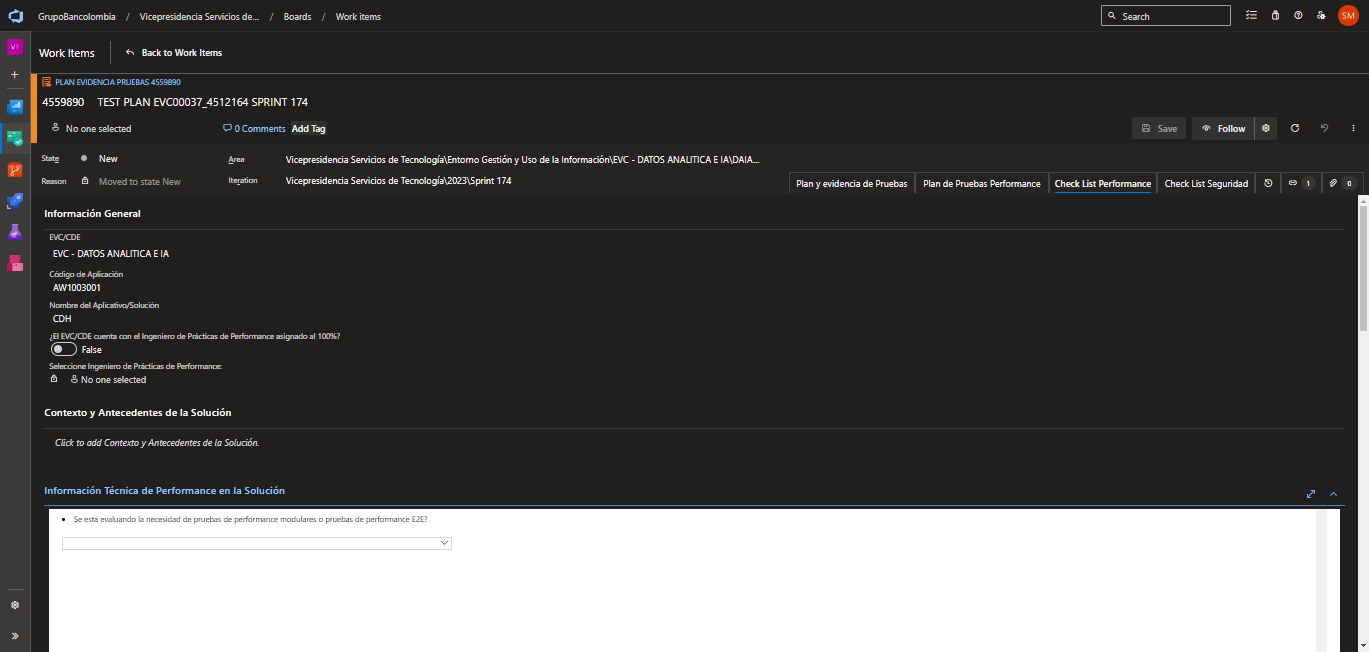 GrupoBancolombia / Vicepresidencia Servicios de... / Boards / Work items
Search
SM
VT
Work Items
Back to Work Items
PLAN EVIDENCIA PRUEBAS 4559890
4559890 TEST PLAN EVC00037_4512164 SPRINT 174
No one selected
0 Comments
Add Tag
Save
Follow
State New
Area Vicepresidencia Servicios de Tecnología\Entorno Gestión y Uso de la Información\EVC - DATOS ANALITICA E IA\DAIA...
Reason Moved to state New
Iteration Vicepresidencia Servicios de Tecnología\2023\Sprint 174
Plan y evidencia de Pruebas
Plan de Pruebas Performance
Check List Performance
Check List Seguridad
1
0
Información General
EVC/CDE
EVC - DATOS ANALITICA E IA
Código de Aplicación
AW1003001
Nombre del Aplicativo/Solución
CDH
¿El EVC/CDE cuenta con el Ingeniero de Prácticas de Performance asignado al 100%?
False
Seleccione Ingeniero de Prácticas de Performance:
No one selected
Contexto y Antecedentes de la Solución
Click to add Contexto y Antecedentes de la Solución.
Información Técnica de Performance en la Solución
Se está evaluando la necesidad de pruebas de performance modulares o pruebas de performance E2E?